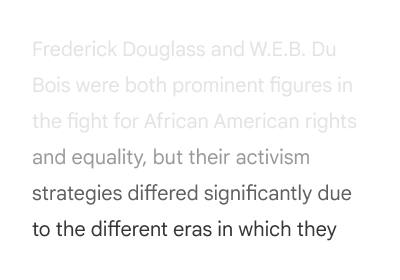 Frederick Douglass and W.E.B. Du
Bois were both prominent figures in
the fight for African American rights
and equality, but their activism
strategies differed significantly due
to the different eras in which they